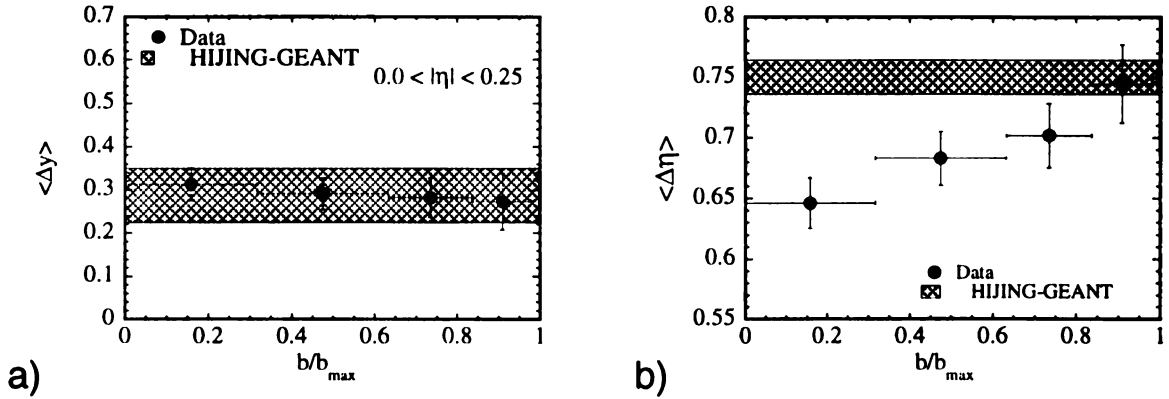 0.7
0.6
0.5
0.4
0.3
0.2
0.1
0
<Δy>
Data
HIJING-GEANT
0.0 < |η| < 0.25
0 0.2 0.4 0.6 0.8 1
b/b_max
a)
0.8
0.75
0.7
0.65
0.6
0.55
<Δη>
Data
HIJING-GEANT
0 0.2 0.4 0.6 0.8 1
b/b_max
b)